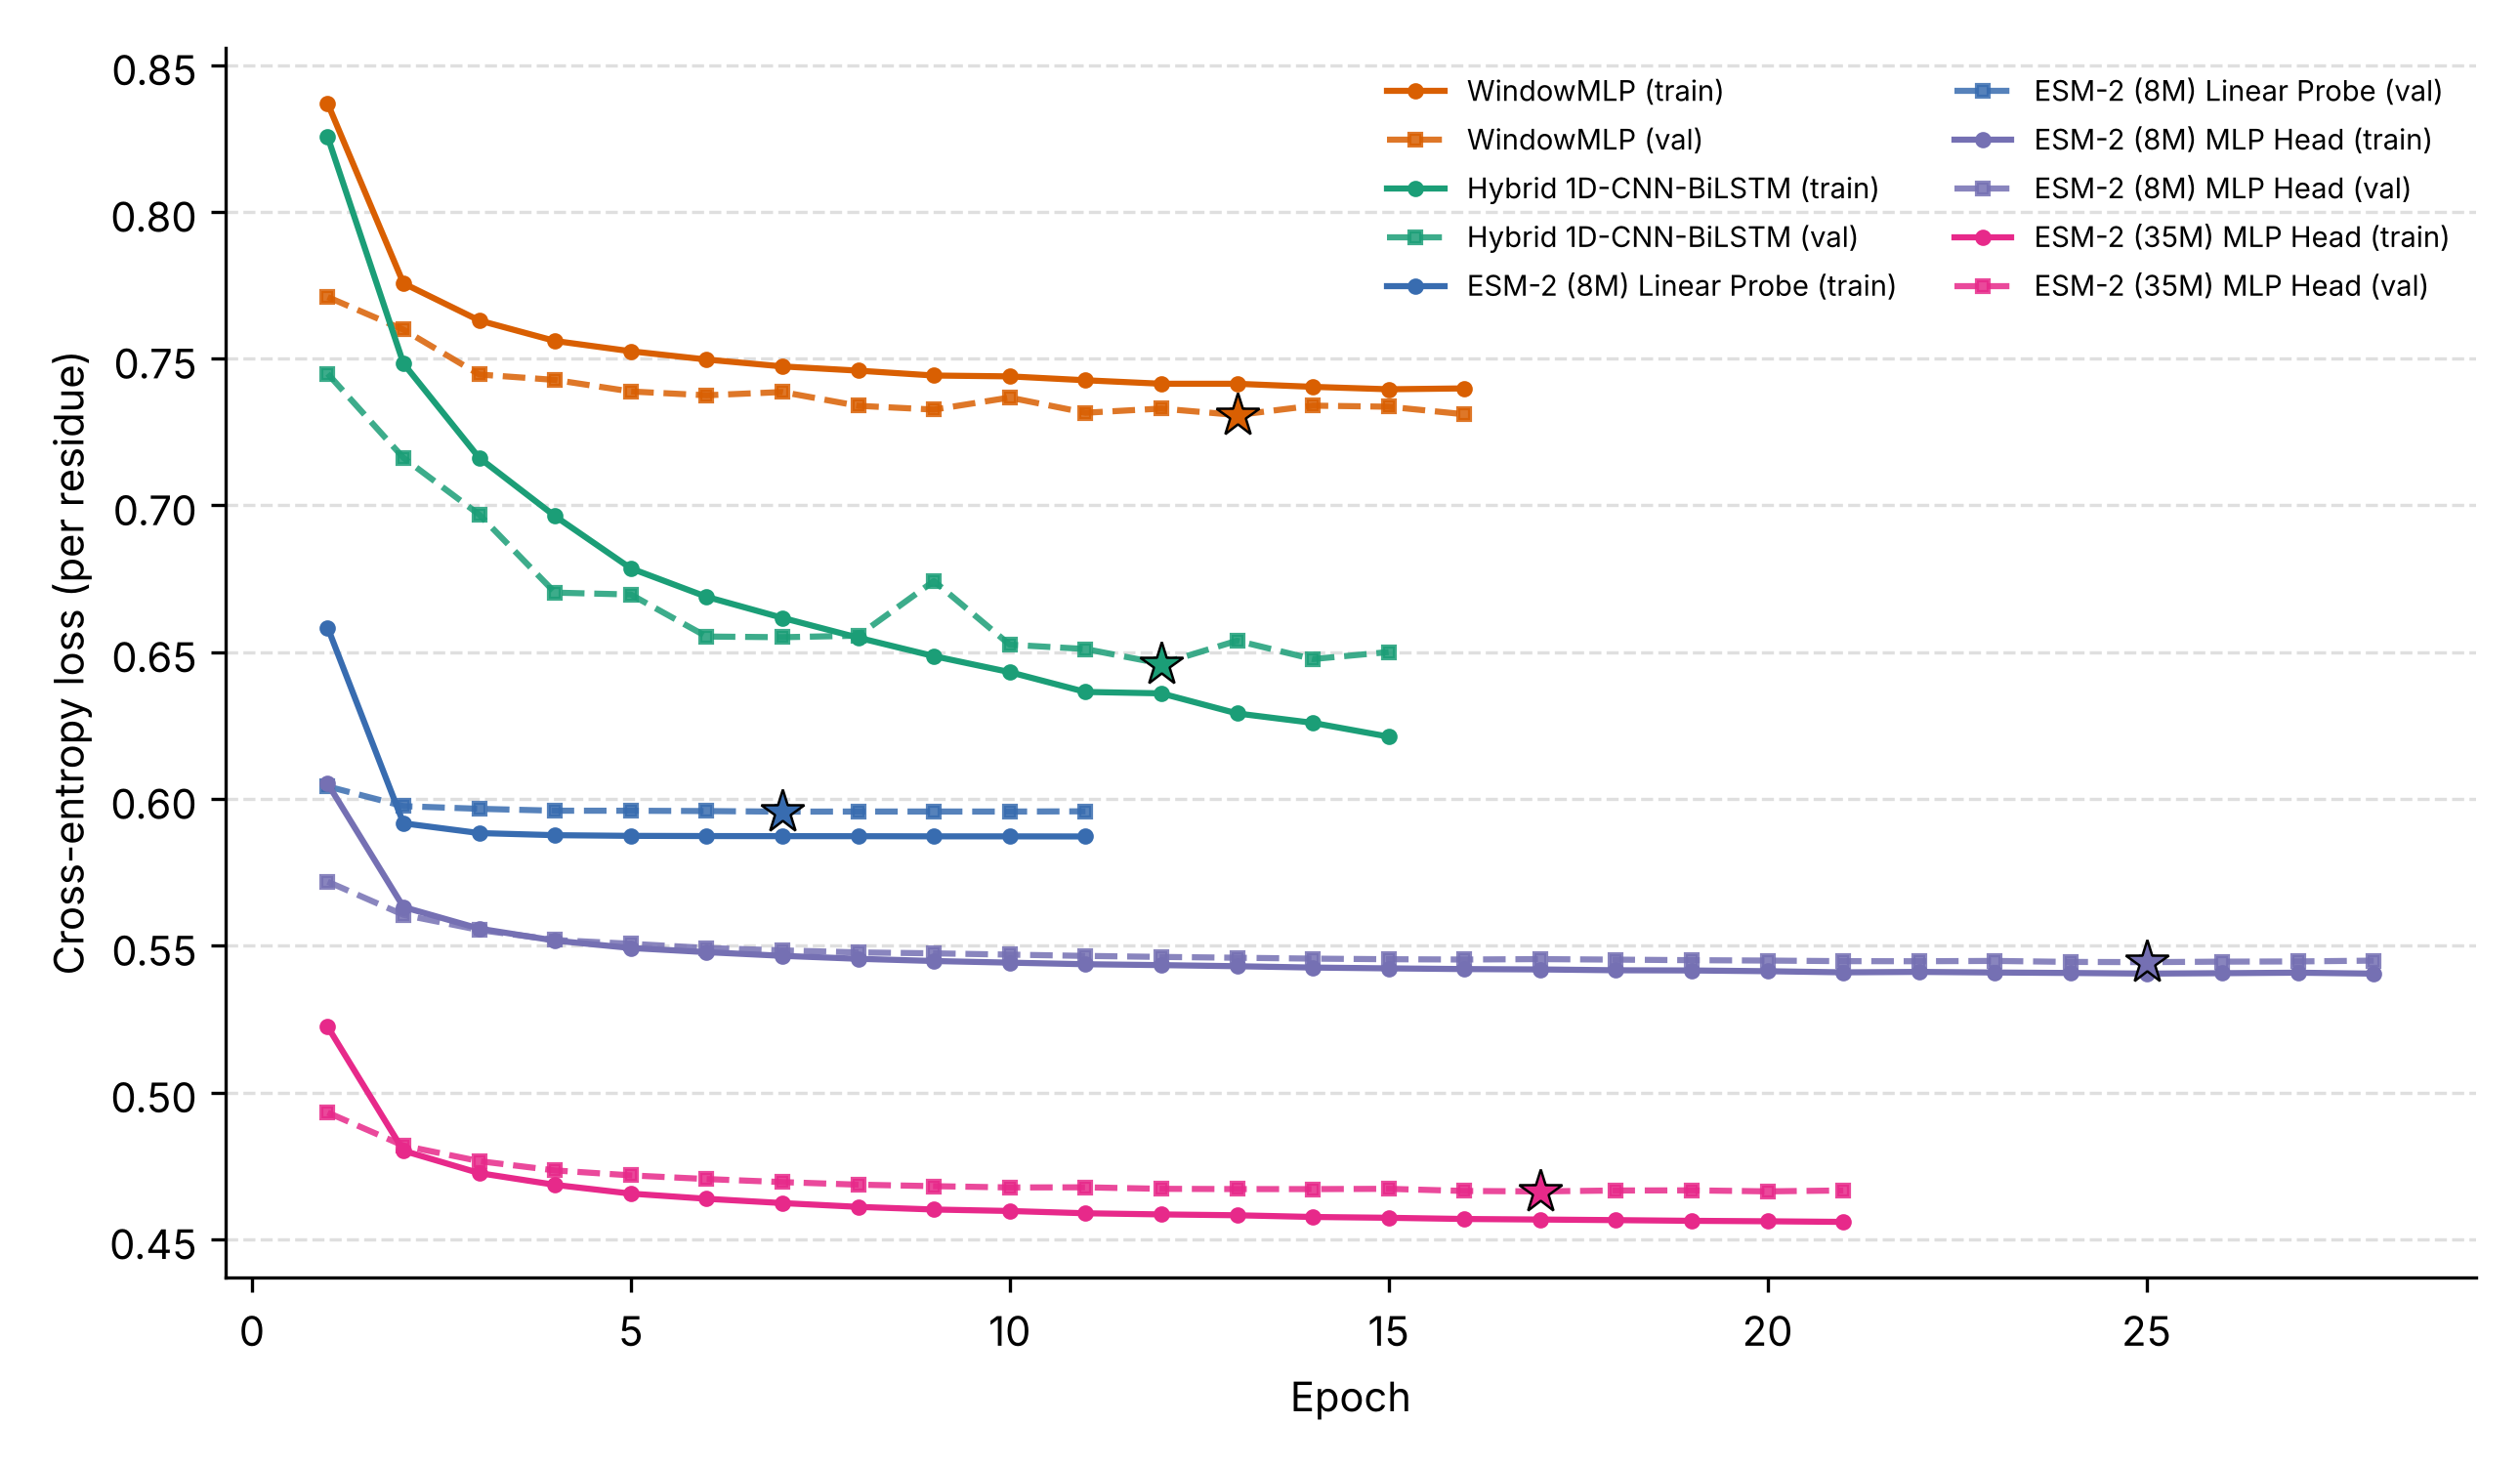 0.85
0.80
0.75
0.70
0.65
0.60
0.55
0.50
0.45
Cross-entropy loss (per residue)
WindowMLP (train)
WindowMLP (val)
Hybrid 1D-CNN-BiLSTM (train)
Hybrid 1D-CNN-BiLSTM (val)
ESM-2 (8M) Linear Probe (train)
ESM-2 (8M) Linear Probe (val)
ESM-2 (8M) MLP Head (train)
ESM-2 (8M) MLP Head (val)
ESM-2 (35M) MLP Head (train)
ESM-2 (35M) MLP Head (val)
0 5 10 15 20 25
Epoch